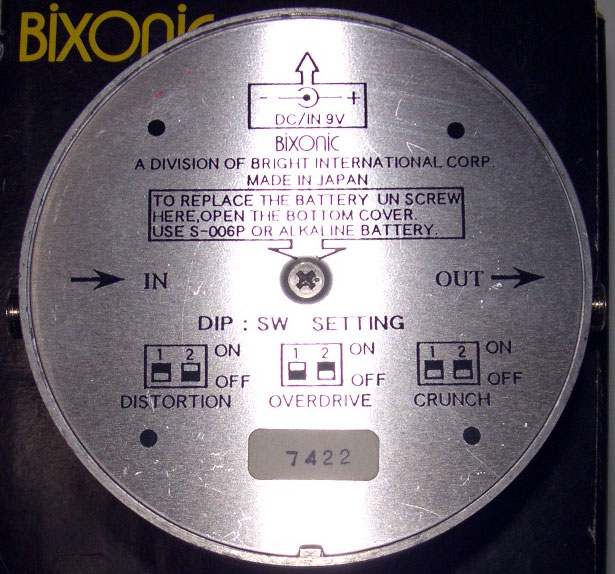 BiXONiC
- +
DC/IN 9V
BiXONiC
A DIVISION OF BRIGHT INTERNATIONAL CORP.
MADE IN JAPAN
TO REPLACE THE BATTERY UN SCREW
HERE,OPEN THE BOTTOM COVER.
USE S-006P OR ALKALINE BATTERY.
IN OUT
DIP : SW SETTING
1 2 ON 1 2 ON 1 2 ON
OFF OFF OFF
DISTORTION OVERDRIVE CRUNCH
7422